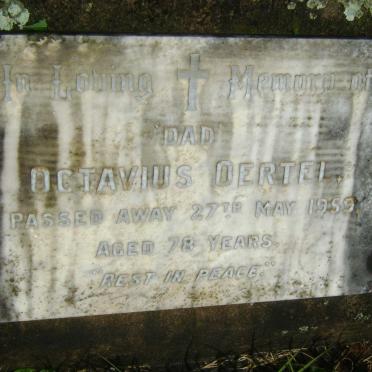 In Loving Memory of
"DAD"
OCTAVIUS OERTEL.
PASSED AWAY 27TH MAY 1959,
AGED 78 YEARS.
"REST IN PEACE."